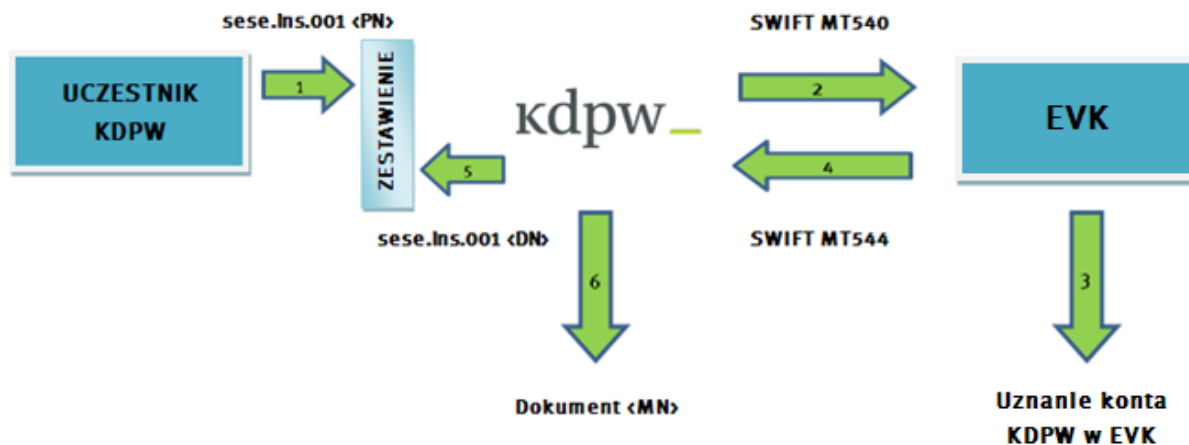 sese.Ins.001 <PN>
SWIFT MT540
UCZESTNIK
KDPW
1
ZESTAWIENIE
kdpw_
2
EVK
5
4
sese.Ins.001 <DN>
SWIFT MT544
6
3
Dokument <MN>
Uznanie konta
KDPW w EVK